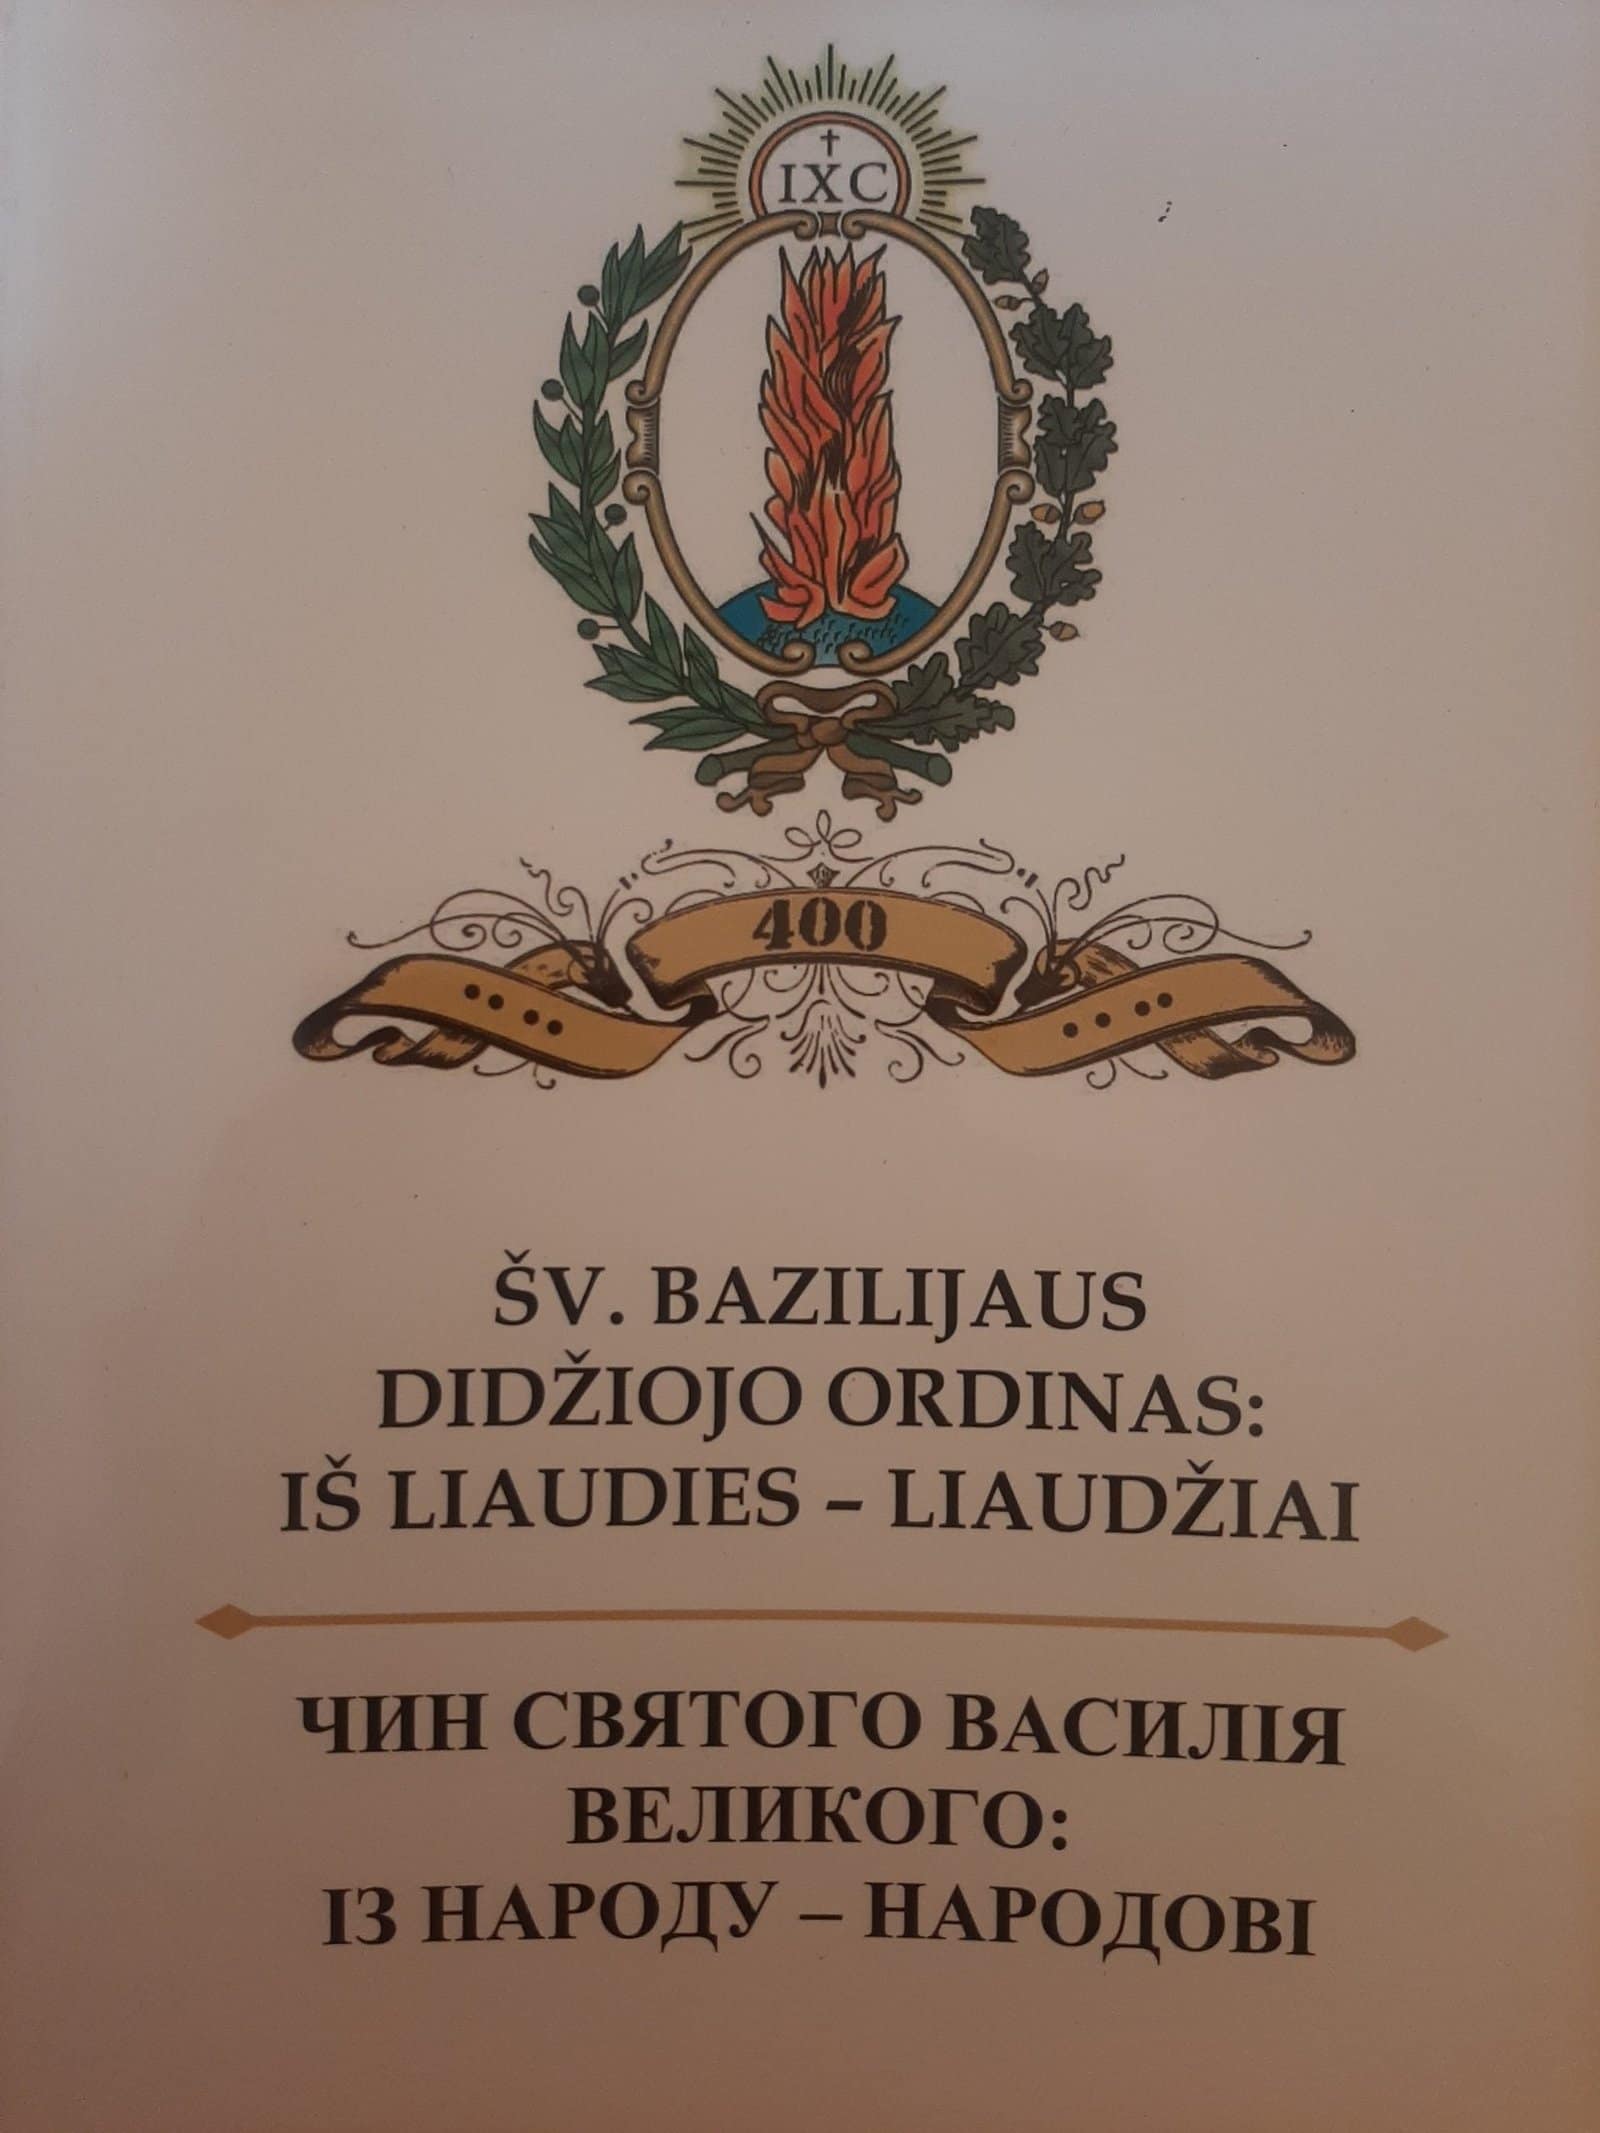 IXC
400
ŠV. BAZILIJAUS
DIDŽIOJO ORDINAS:
IŠ LIAUDIES – LIAUDŽIAI
ЧИН СВЯТОГО ВАСИЛІЯ
ВЕЛИКОГО:
ІЗ НАРОДУ – НАРОДОВІ